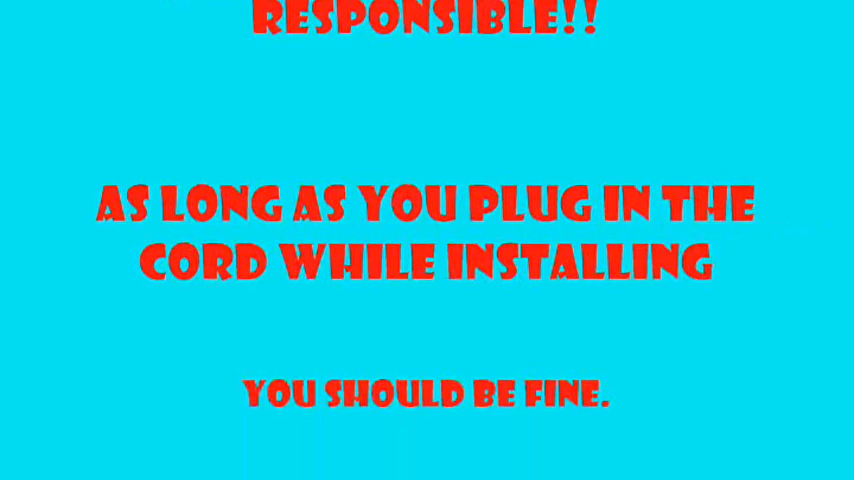 RESPONSIBLE!!
AS LONG AS YOU PLUG IN THE
CORD WHILE INSTALLING
YOU SHOULD BE FINE.